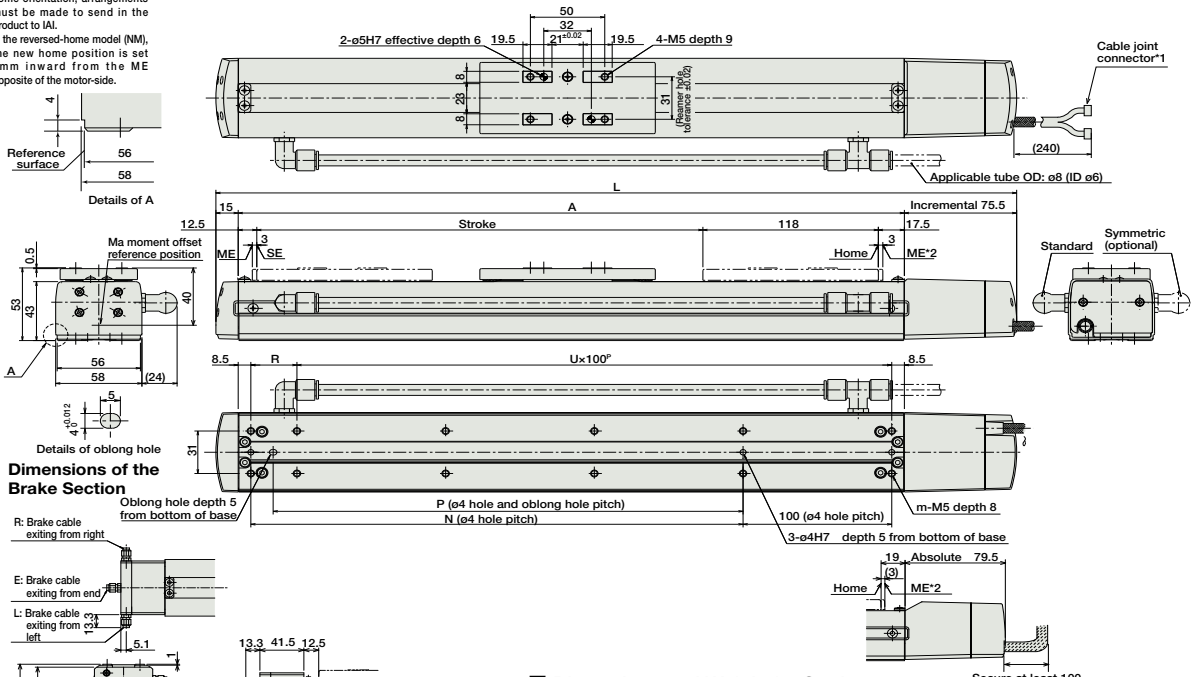 must be made to send in the
product to IAI.
the reversed-home model (NM),
the new home position is set
mm inward from the ME
opposite of the motor-side.
50
32
2-ø5H7 effective depth 6
19.5
21±0.02
19.5
4-M5 depth 9
Cable joint
connector*1
8
23
8
31
(Reamer hole
tolerance ±0.02)
4
Reference
surface
56
58
Details of A
(240)
Applicable tube OD: ø8 (ID ø6)
L
15
A
Incremental 75.5
12.5
Stroke
118
17.5
3
ME
SE
Home
3
ME*2
Ma moment offset
reference position
0.5
53
43
40
A
56
58
(24)
Standard
Symmetric
(optional)
8.5
R
U×100P
8.5
5
4 +0.012 0
Details of oblong hole
31
Dimensions of the
Brake Section
Oblong hole depth 5
from bottom of base
P (ø4 hole and oblong hole pitch)
N (ø4 hole pitch)
100 (ø4 hole pitch)
m-M5 depth 8
3-ø4H7 depth 5 from bottom of base
R: Brake cable
exiting from right
E: Brake cable
exiting from end
L: Brake cable
exiting from
left
13.3
5.1
1
13.3
41.5
12.5
19
Absolute 79.5
(3)
Home
ME*2